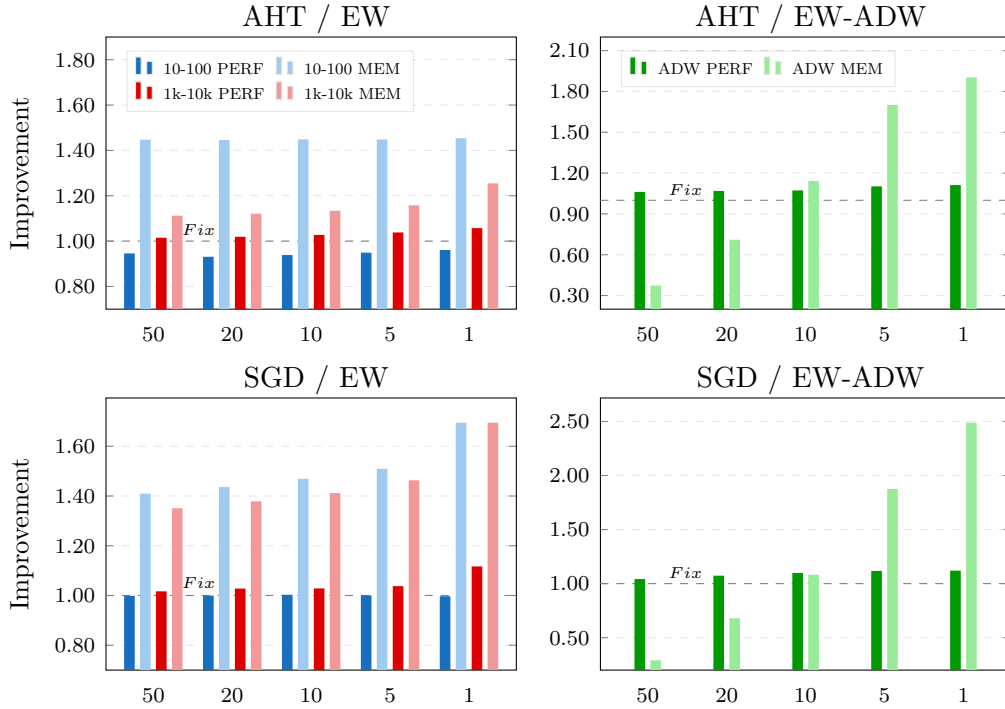 AHT / EW
Improvement
1.80
1.60
1.40
1.20
1.00
0.80
10-100 PERF 10-100 MEM
1k-10k PERF 1k-10k MEM
Fix
50 20 10 5 1
AHT / EW-ADW
2.10
1.80
1.50
1.20
0.90
0.60
0.30
ADW PERF ADW MEM
Fix
50 20 10 5 1
SGD / EW
Improvement
1.60
1.40
1.20
1.00
0.80
Fix
50 20 10 5 1
SGD / EW-ADW
2.50
2.00
1.50
1.00
0.50
Fix
50 20 10 5 1